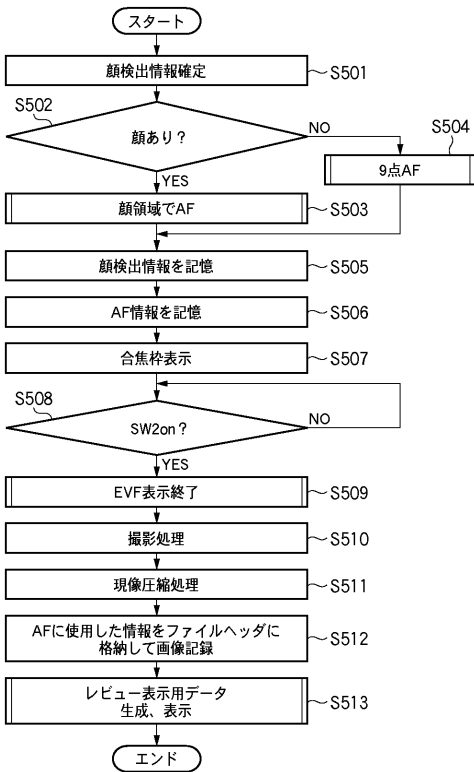 スタート
顔検出情報確定
S501
S502
顔あり？
NO
S504
9点AF
YES
顔領域でAF
S503
顔検出情報を記憶
S505
AF情報を記憶
S506
合焦枠表示
S507
S508
SW2on？
NO
YES
EVF表示終了
S509
撮影処理
S510
現像圧縮処理
S511
AFに使用した情報をファイルヘッダに
格納して画像記録
S512
レビュー表示用データ
生成、表示
S513
エンド